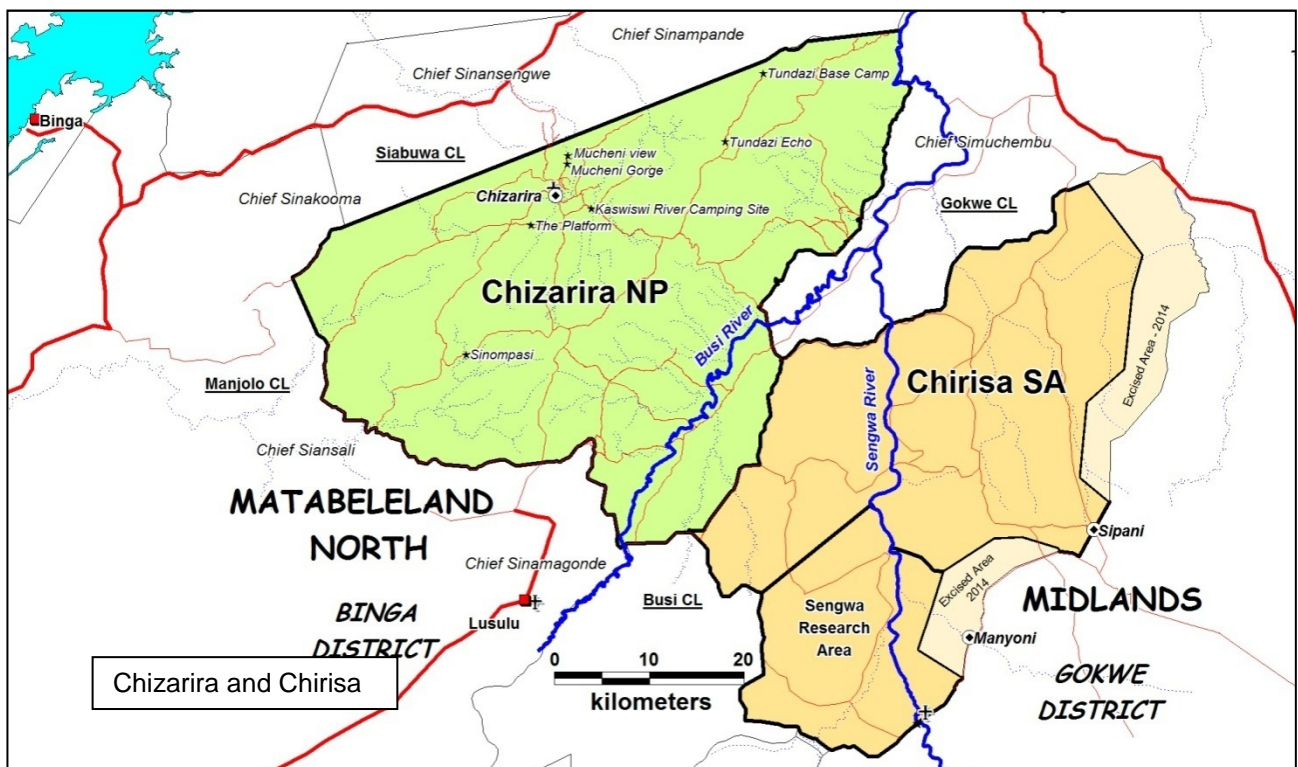 Chief Sinampande
Chief Sinansengwe
Tundazi Base Camp
Binga
Siabuwa CL
Tundazi Echo
Chief Simuchembu
Mucheni view
Mucheni Gorge
Chief Sinakooma
Chizarira
Kaswiswi River Camping Site
Gokwe CL
The Platform
Chizarira NP
Busi River
Excised Area - 2014
Sinompasi
Manjolo CL
Chirisa SA
Sengwa River
Chief Siansali
MATABELELAND
NORTH
Sipani
Chief Sinamagonde
Excised Area
2014
BINGA
DISTRICT
Lusulu
Busi CL
Sengwa
Research
Area
MIDLANDS
Manyoni
0 10 20
kilometers
GOKWE
DISTRICT
Chizarira and Chirisa